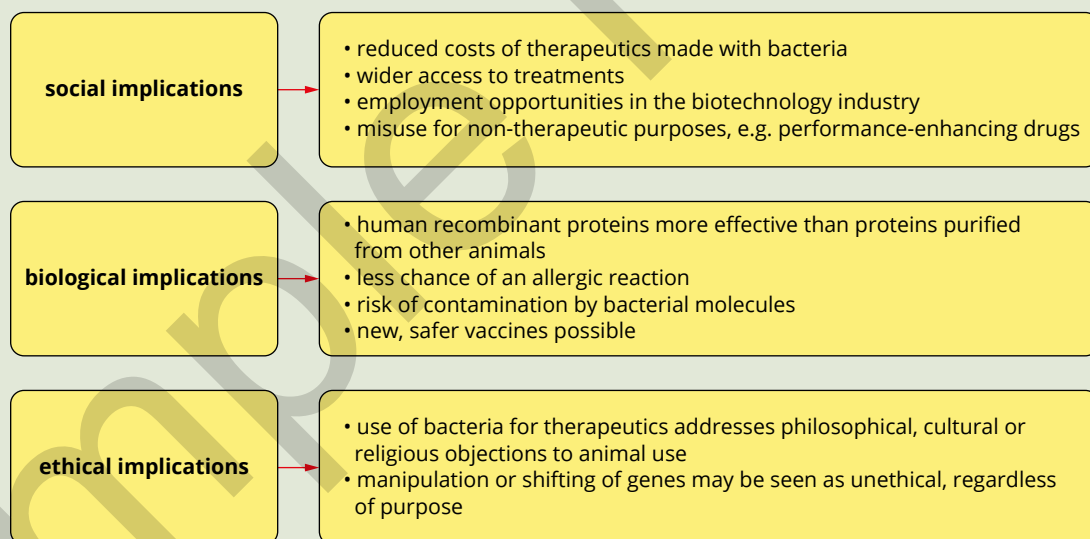 social implications
• reduced costs of therapeutics made with bacteria
• wider access to treatments
• employment opportunities in the biotechnology industry
• misuse for non-therapeutic purposes, e.g. performance-enhancing drugs
biological implications
• human recombinant proteins more effective than proteins purified
from other animals
• less chance of an allergic reaction
• risk of contamination by bacterial molecules
• new, safer vaccines possible
ethical implications
• use of bacteria for therapeutics addresses philosophical, cultural or
religious objections to animal use
• manipulation or shifting of genes may be seen as unethical, regardless
of purpose